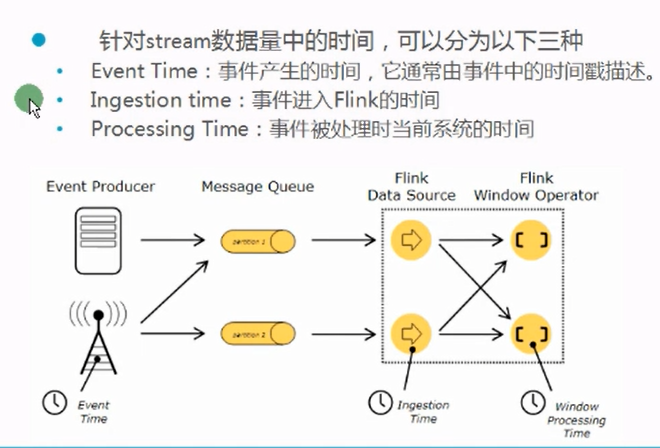 针对stream数据量中的时间，可以分为以下三种
Event Time：事件产生的时间，它通常由事件中的时间戳描述。
Ingestion time：事件进入Flink的时间
Processing Time：事件被处理时当前系统的时间
Event Producer
Message Queue
Flink
Data Source
Flink
Window Operator
partition 1
partition 2
Event
Time
Ingestion
Time
Window
Processing
Time